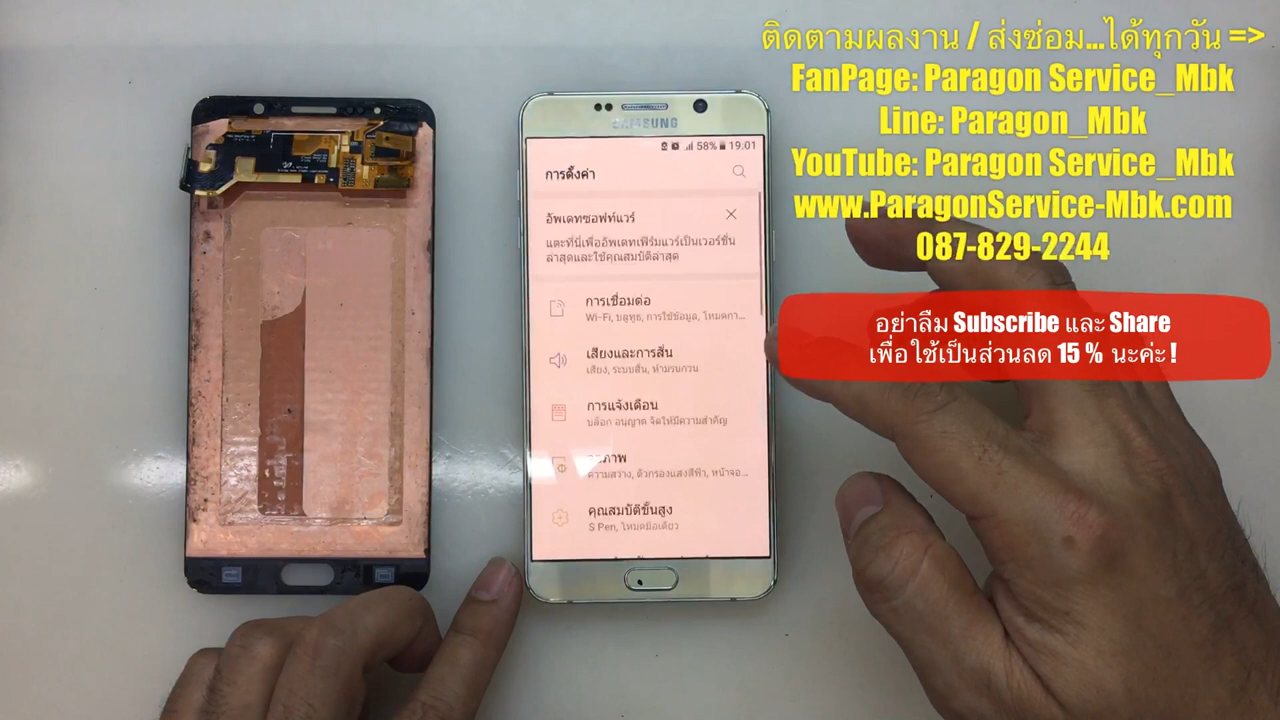 ติดตามผลงาน / ส่งซ่อม...ได้ทุกวัน =>
FanPage: Paragon Service_Mbk
Line: Paragon_Mbk
YouTube: Paragon Service_Mbk
www.ParagonService-Mbk.com
087-829-2244
อย่าลืม Subscribe และ Share
เพื่อใช้เป็นส่วนลด 15 % นะค่ะ !
SAMSUNG
58% 19:01
การตั้งค่า
อัพเดทซอฟท์แวร์
แตะที่นี่เพื่ออัพเดทเฟิร์มแวร์เป็นเวอร์ชั่น
ล่าสุดและใช้คุณสมบัติล่าสุด
การเชื่อมต่อ
Wi-Fi, บลูทูธ, การใช้ข้อมูล, โหมดกา...
เสียงและการสั่น
เสียง, ระบบสั่น, ห้ามรบกวน
การแจ้งเตือน
บล็อก อนุญาต จัดให้มีความสำคัญ
ความสว่าง, ตัวกรองแสงสีฟ้า, หน้าจอ...
คุณสมบัติขั้นสูง
S Pen, โหมดมือเดียว